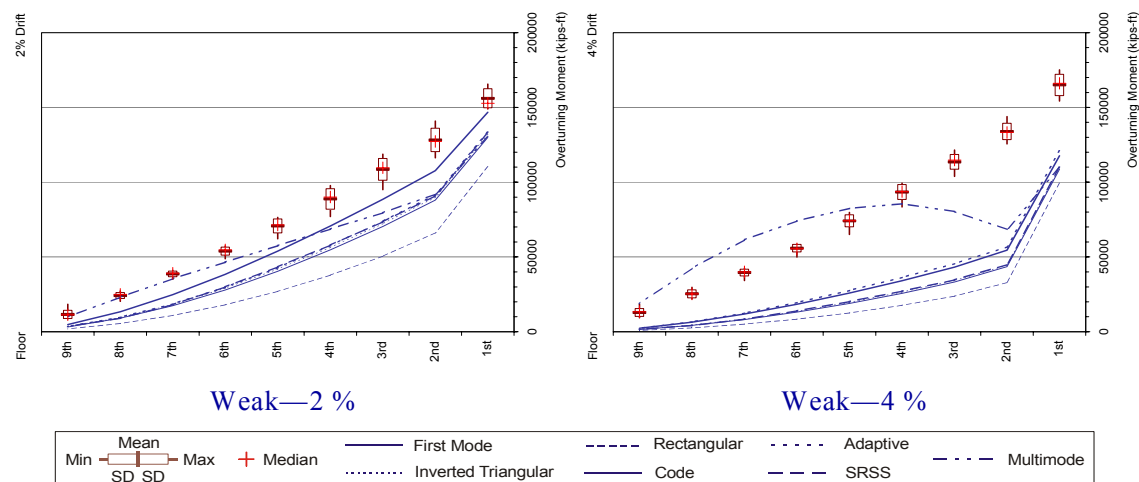 2% Drift
Floor
9th
8th
7th
6th
5th
4th
3rd
2nd
1st
0
50000
100000
150000
200000
Overturning Moment (kips-ft)
Weak—2 %
4% Drift
Floor
9th
8th
7th
6th
5th
4th
3rd
2nd
1st
0
50000
100000
150000
200000
Overturning Moment (kips-ft)
Weak—4 %
Mean
Min Max
SD SD
Median
First Mode
Inverted Triangular
Rectangular
Code
Adaptive
SRSS
Multimode